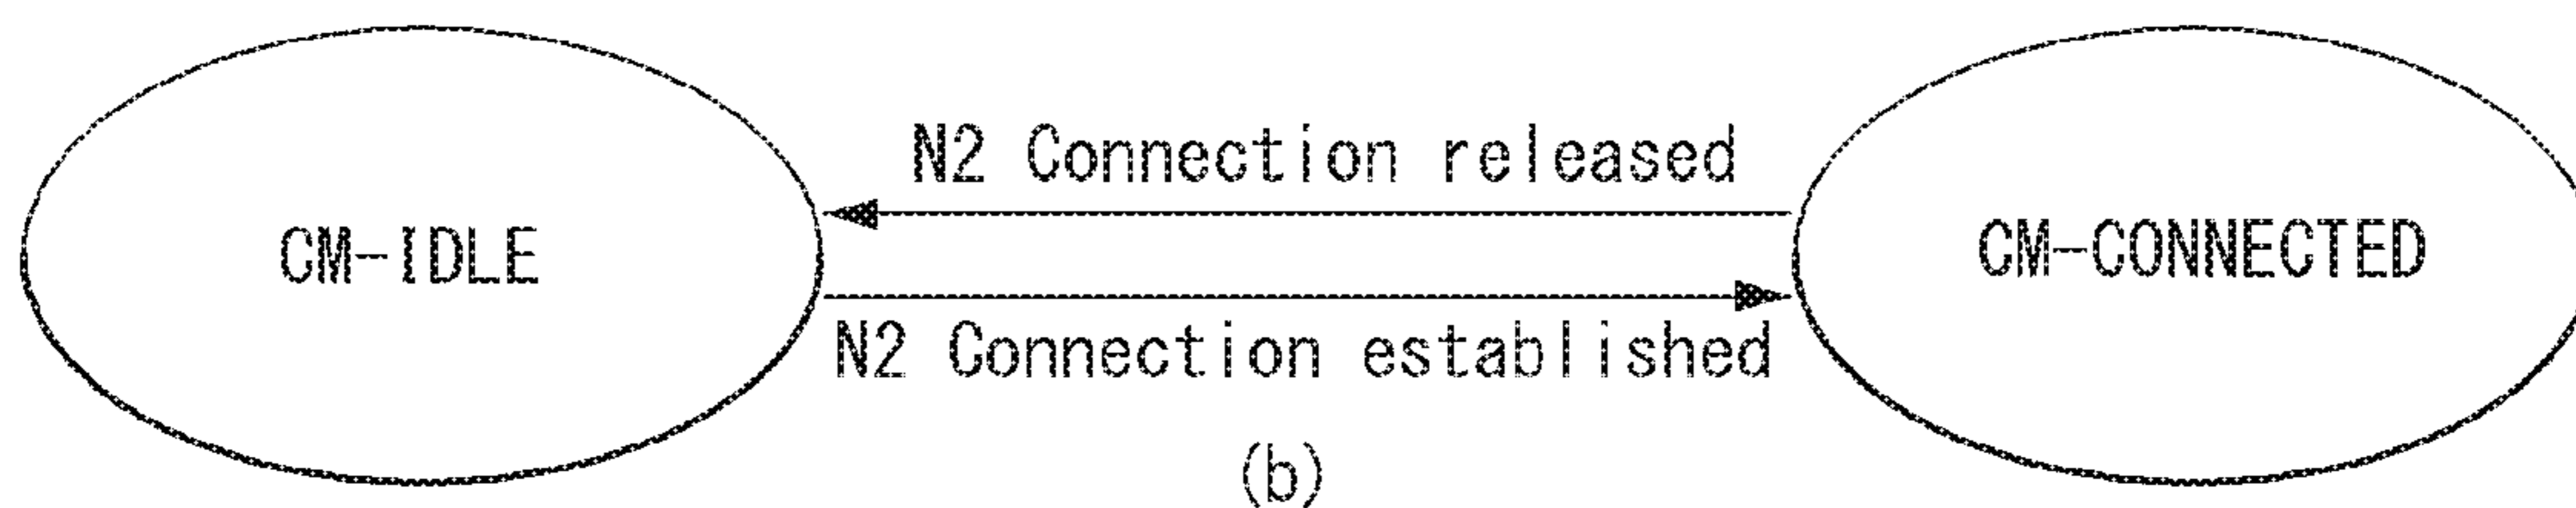 N2 Connection released
CM-IDLE
CM-CONNECTED
N2 Connection established
(b)